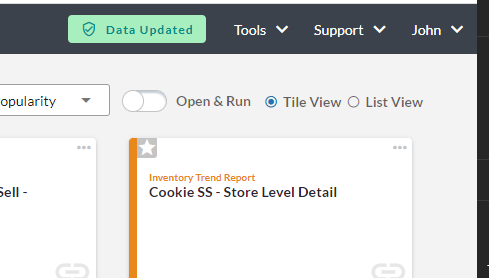 Data Updated
Tools
Support
John
opularity
Open & Run
Tile View
List View
Sell -
Inventory Trend Report
Cookie SS - Store Level Detail